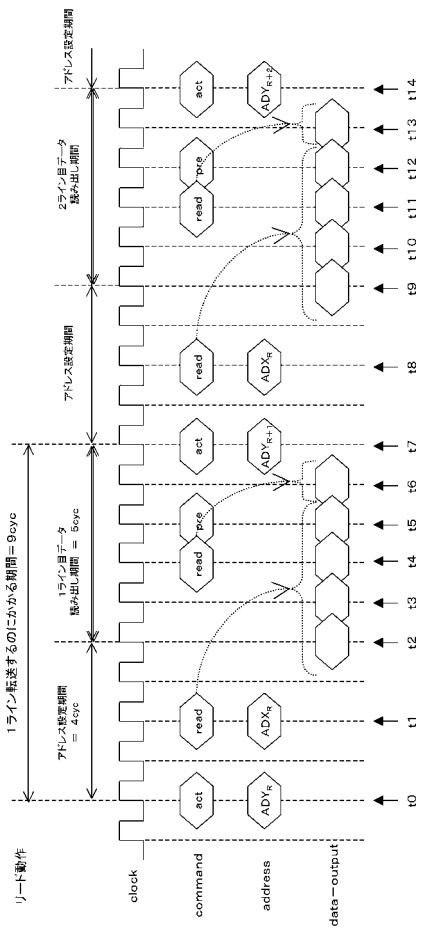 リード動作
1ライン転送するのにかかる期間=9cyc
アドレス設定期間
= 4cyc
1ライン目データ
読み出し期間 = 5cyc
アドレス設定期間
2ライン目データ
読み出し期間
アドレス設定期間
clock
command
act
read
read
pre
act
read
read
pre
act
address
ADY_R
ADX_R
ADY_R+1
ADX_R
ADY_R+2
data-output
t0
t1
t2
t3
t4
t5
t6
t7
t8
t9
t10
t11
t12
t13
t14